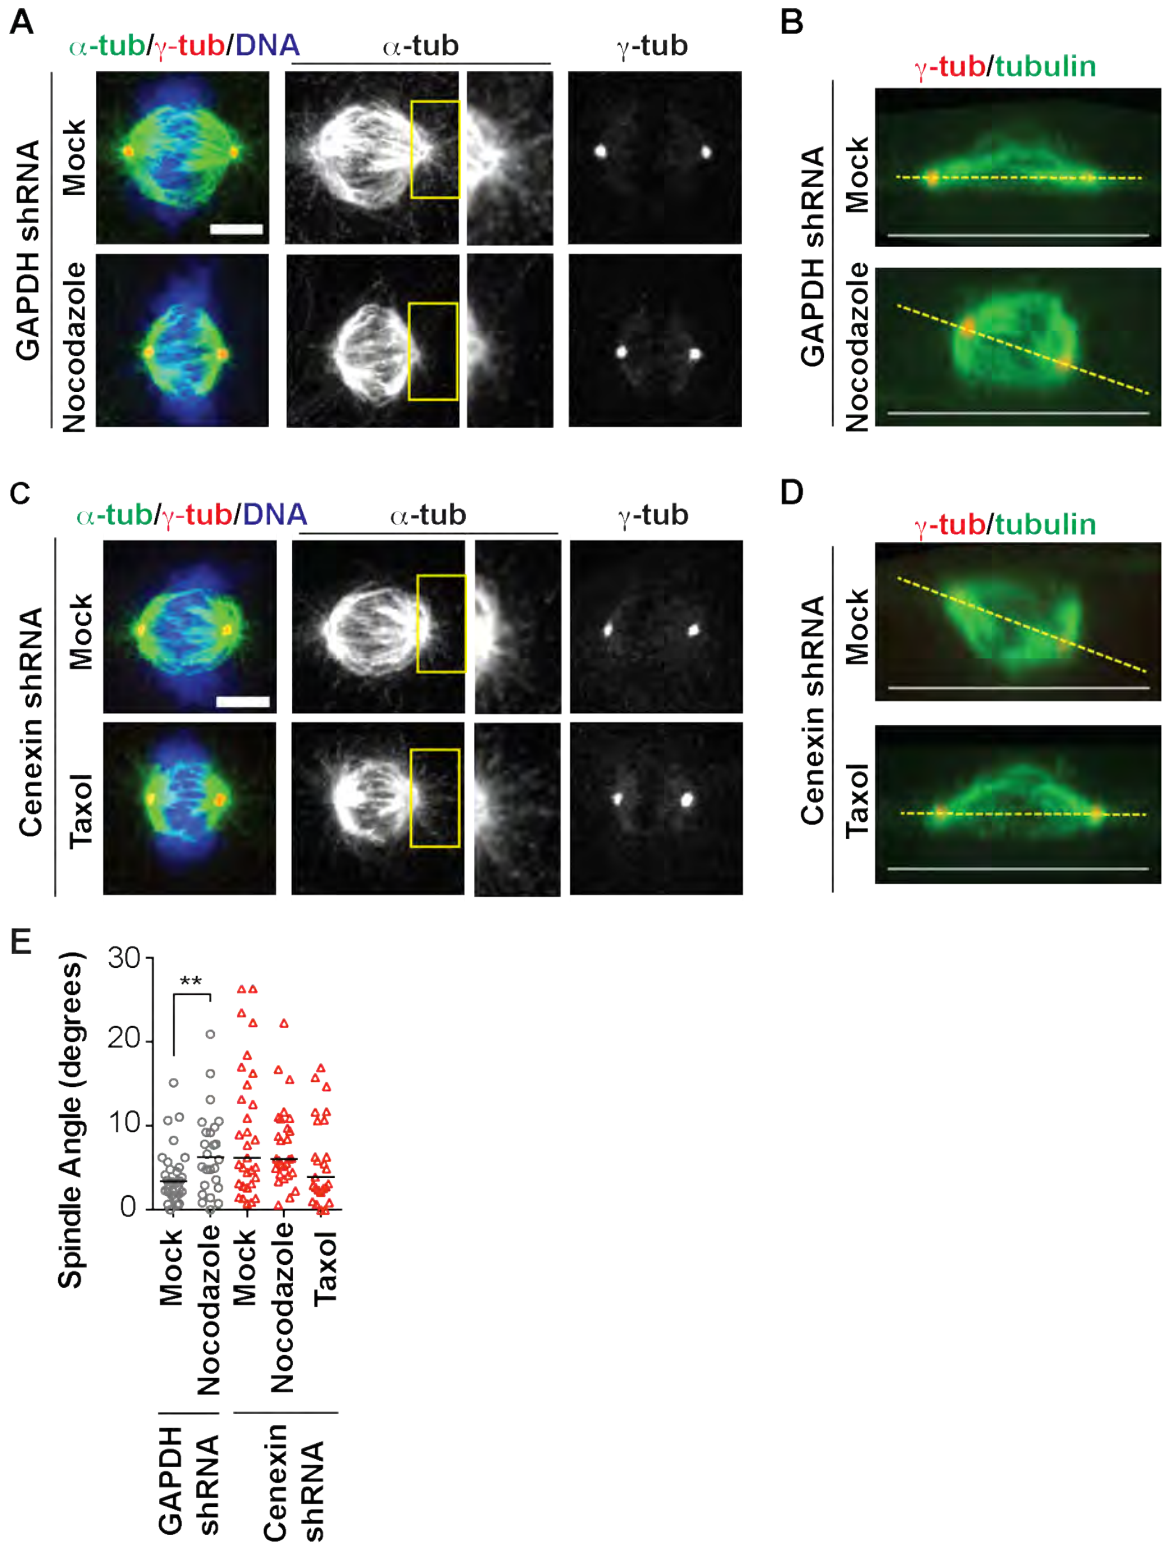 A
α-tub/γ-tub/DNA
α-tub
γ-tub
GAPDH shRNA
Mock
Nocodazole
B
γ-tub/tubulin
GAPDH shRNA
Mock
Nocodazole
C
α-tub/γ-tub/DNA
α-tub
γ-tub
Cenexin shRNA
Mock
Taxol
D
γ-tub/tubulin
Cenexin shRNA
Mock
Taxol
E
Spindle Angle (degrees)
30
20
10
0
**
Mock
Nocodazole
Mock
Nocodazole
Taxol
GAPDH
shRNA
Cenexin
shRNA